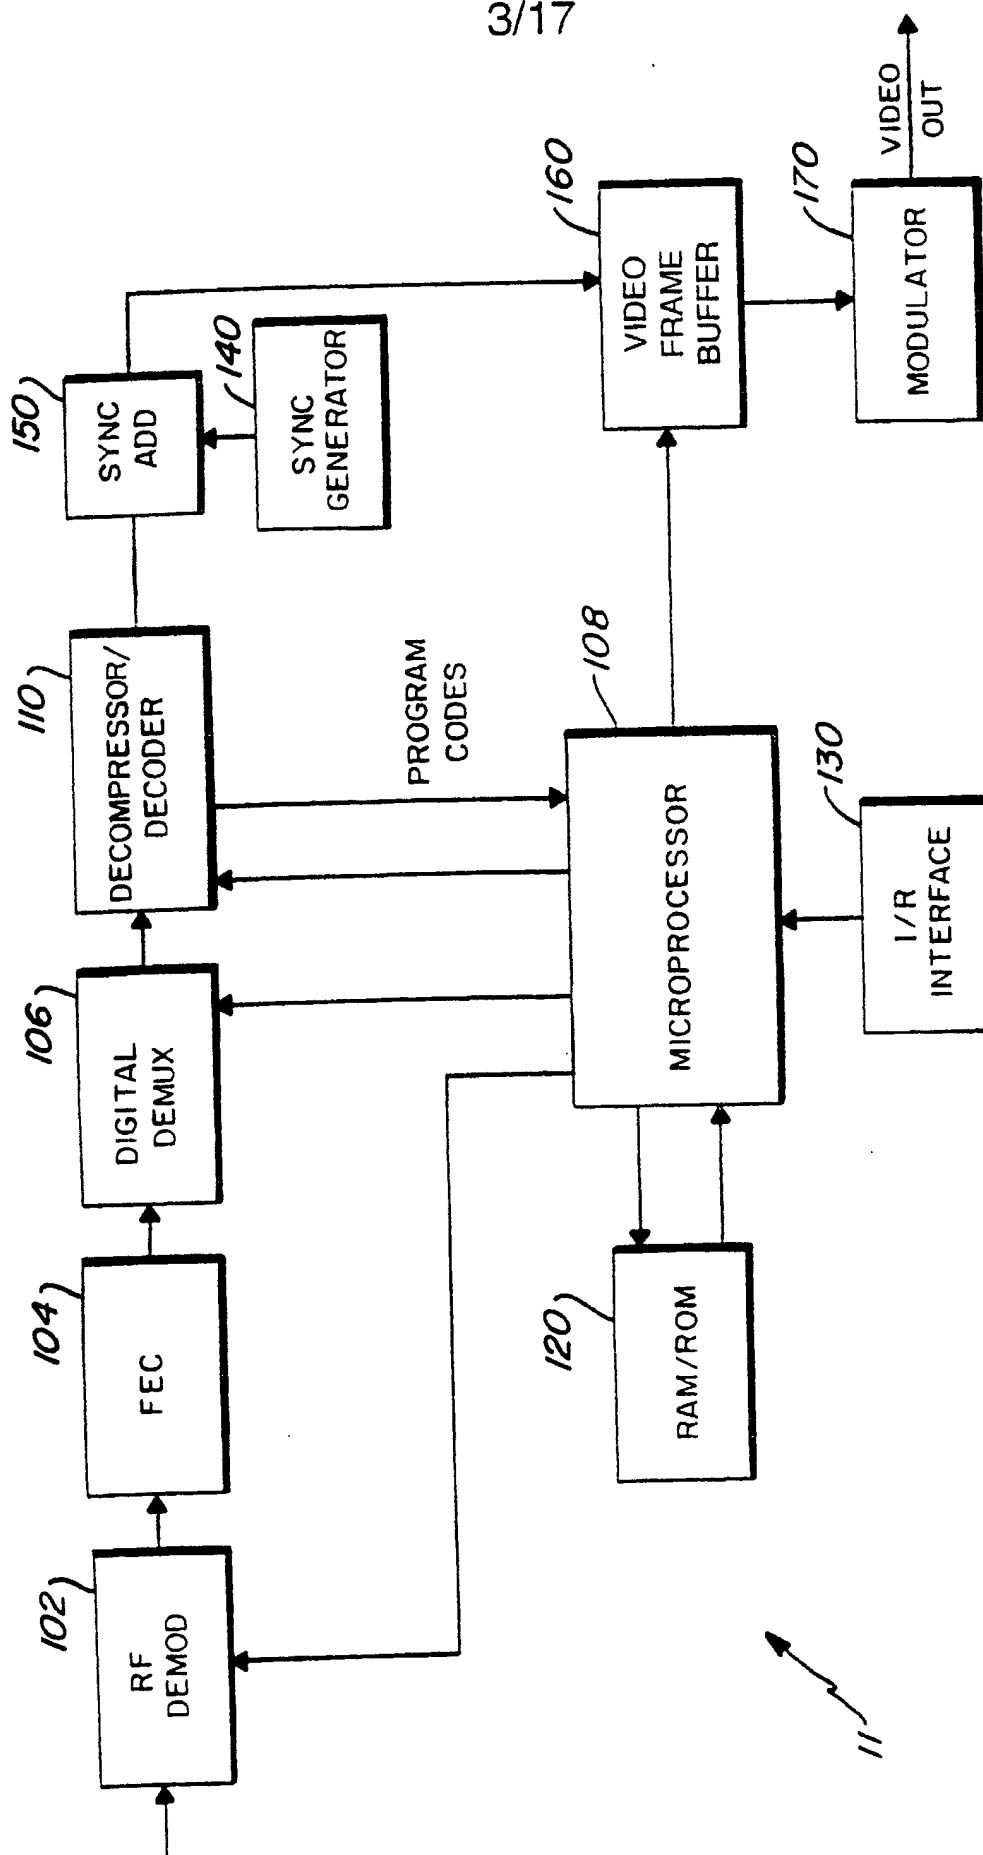 3/17
102
RF
DEMOD
104
FEC
106
DIGITAL
DEMUX
110
DECOMPRESSOR/
DECODER
150
SYNC
ADD
140
SYNC
GENERATOR
PROGRAM
CODES
108
MICROPROCESSOR
120
RAM/ROM
130
I/R
INTERFACE
160
VIDEO
FRAME
BUFFER
170
MODULATOR
VIDEO
OUT
11